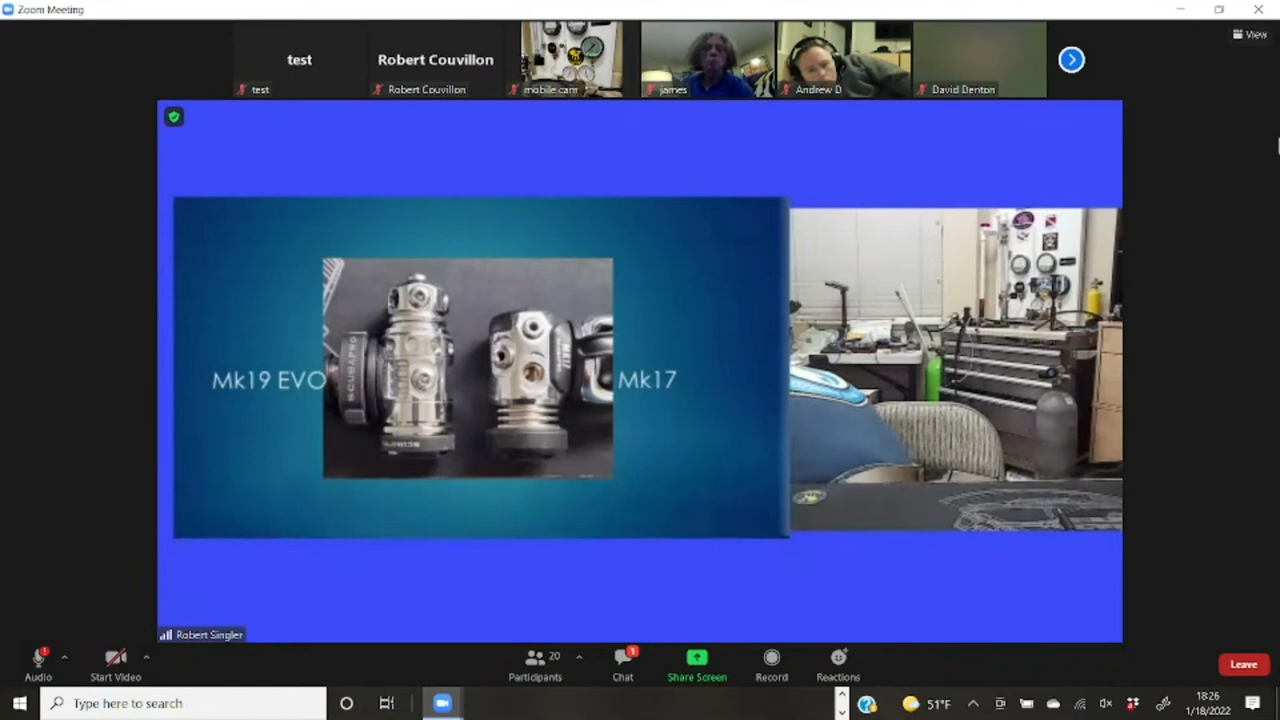 Zoom Meeting
View
test
Robert Couvillon
test
Robert Couvillon
mobile cam
james
Andrew D
David Denton
SCUBAPRO
Mk19 EVO
Mk17
Robert Singler
Audio
Start Video
20
Participants
1
Chat
Share Screen
Record
Reactions
Leave
Type here to search
51°F
18:26
1/18/2022